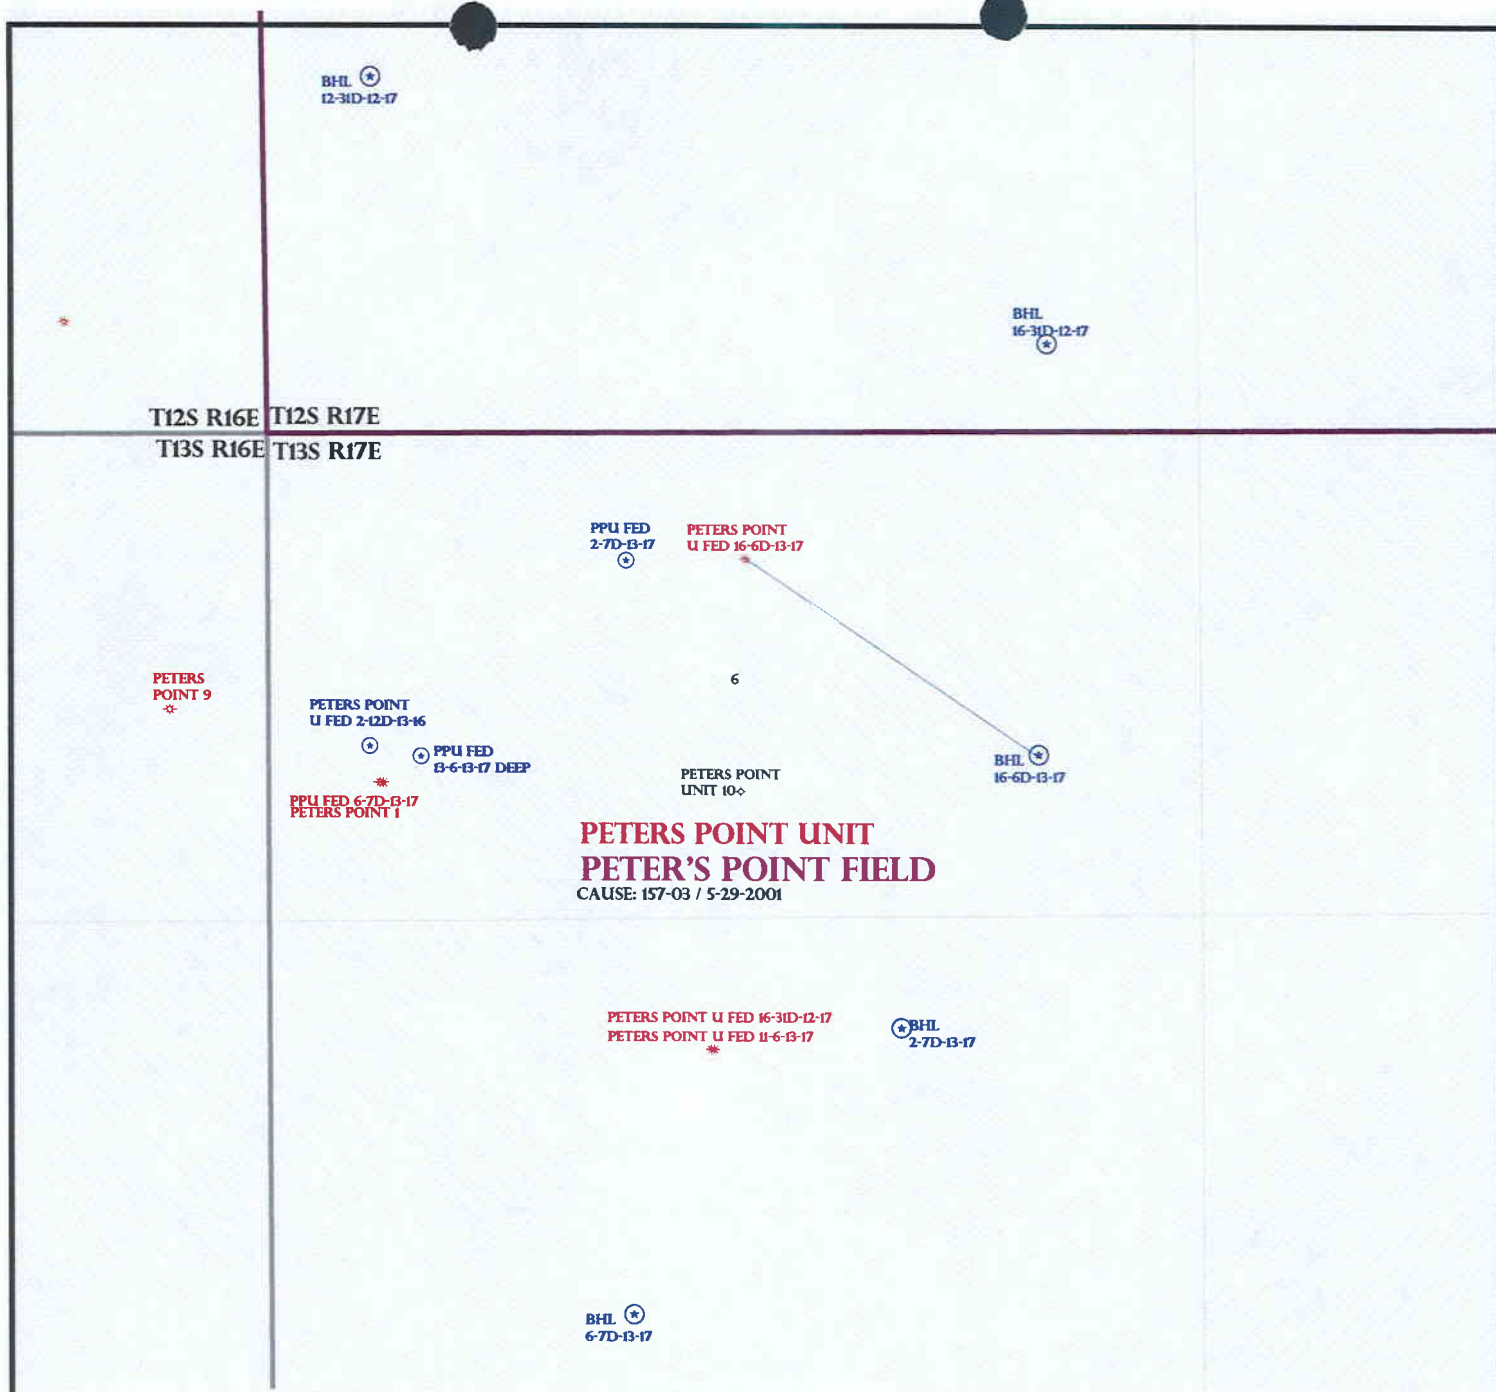 BHL
12-31D-12-17
BHL
16-31D-12-17
T12S R16E
T12S R17E
T13S R16E
T13S R17E
PPU FED
2-7D-13-17
PETERS POINT
U FED 16-6D-13-17
PETERS
POINT 9
6
PETERS POINT
U FED 2-12D-13-16
PPU FED
13-6-13-17 DEEP
BHL
16-6D-13-17
PETERS POINT
UNIT 10
PPU FED 6-7D-13-17
PETERS POINT 1
PETERS POINT UNIT
PETER'S POINT FIELD
CAUSE: 157-03 / 5-29-2001
PETERS POINT U FED 16-31D-12-17
PETERS POINT U FED 11-6-13-17
BHL
2-7D-13-17
BHL
6-7D-13-17